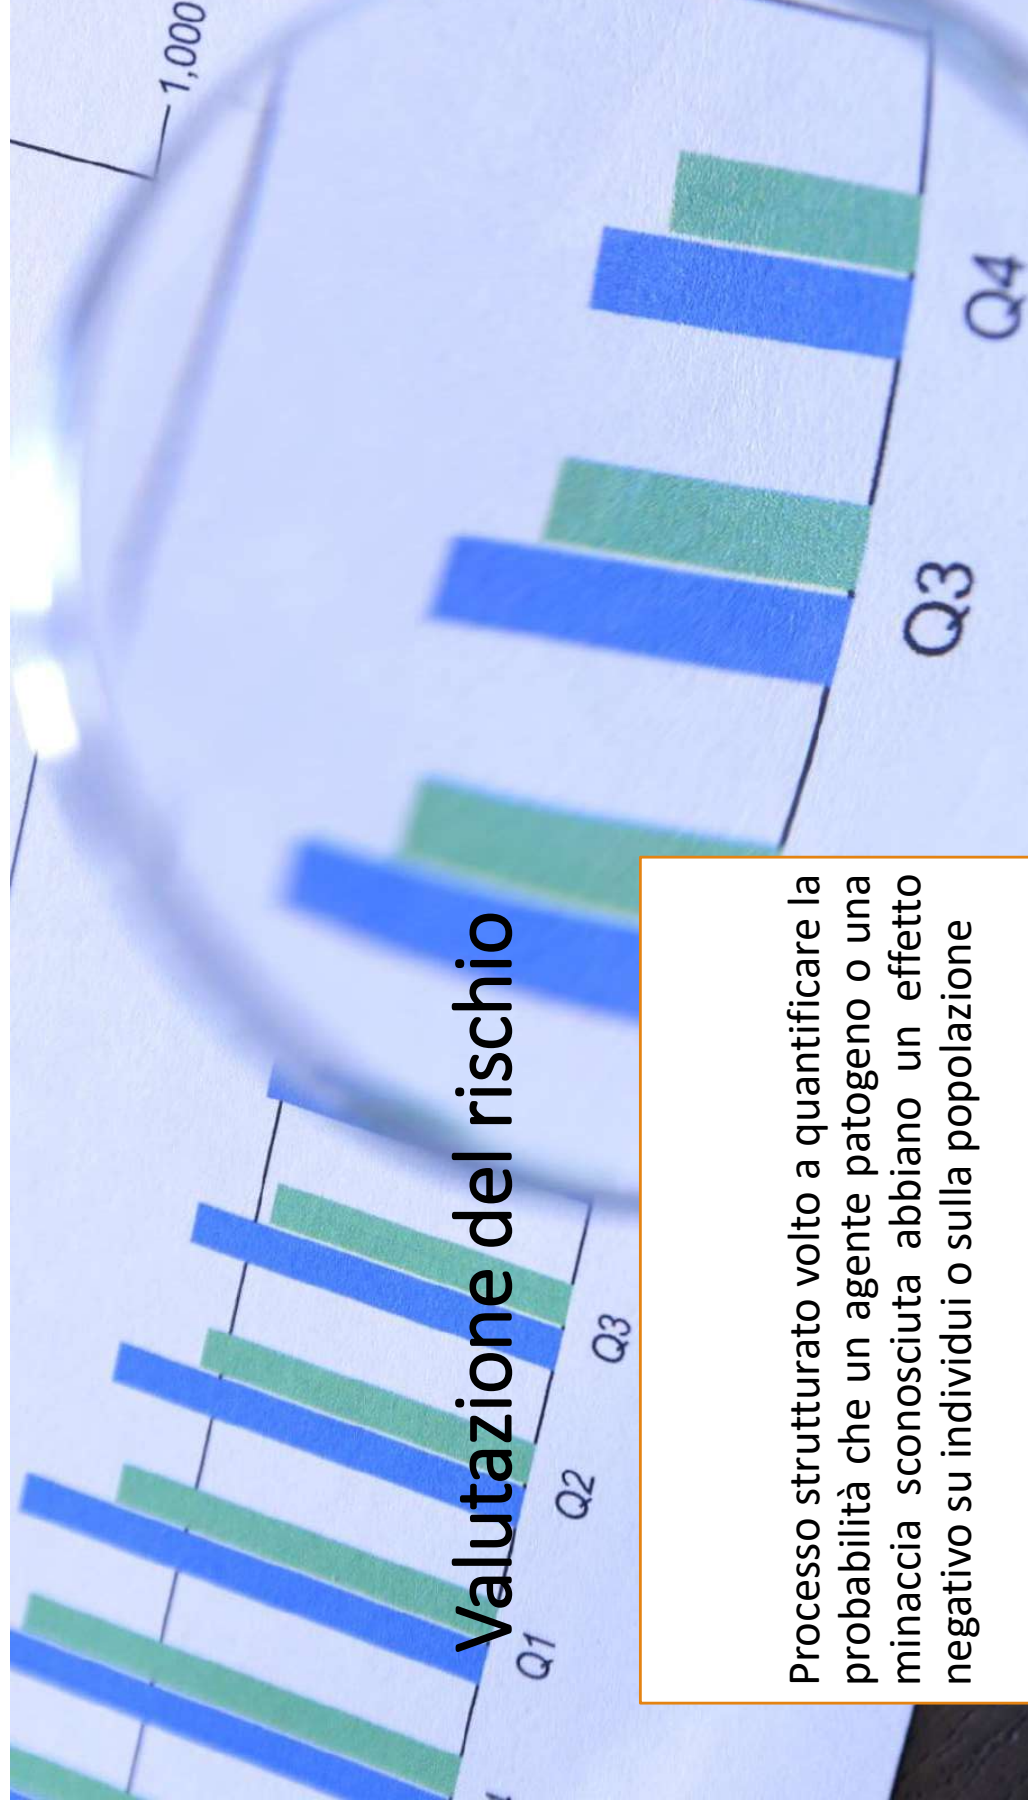 Valutazione del rischio
Processo strutturato volto a quantificare la
probabilità che un agente patogeno o una
minaccia sconosciuta abbiano un effetto
negativo su individui o sulla popolazione
1,000
Q1
Q2
Q3
Q3
Q4